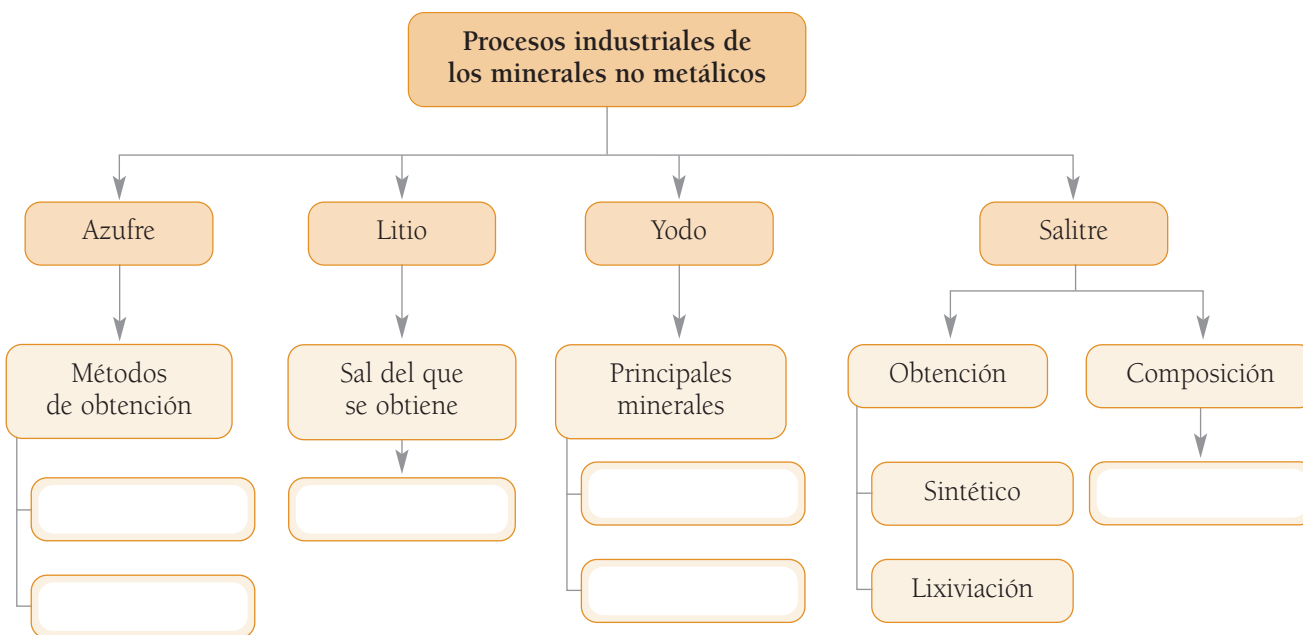 Procesos industriales de
los minerales no metálicos
Azufre
Litio
Yodo
Salitre
Métodos
de obtención
Sal del que
se obtiene
Principales
minerales
Obtención
Composición
Sintético
Lixiviación